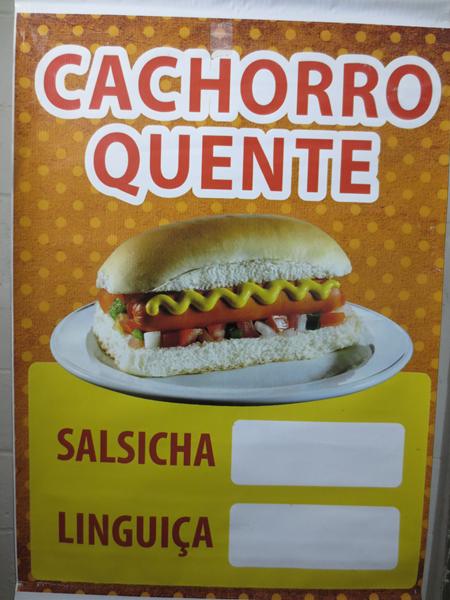 CACHORRO
QUENTE
SALSICHA
LINGUIÇA